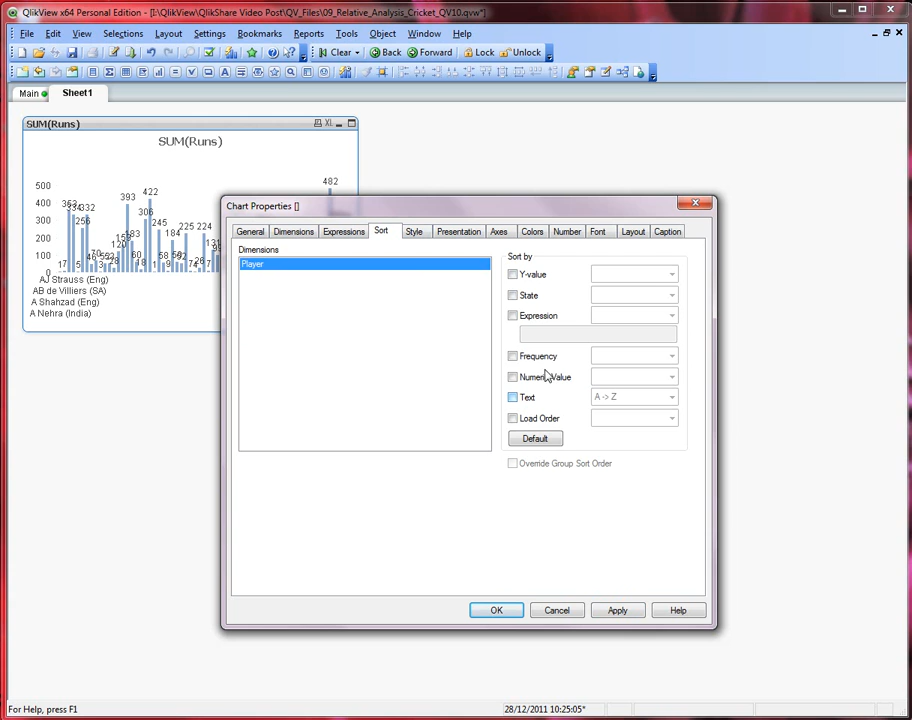 QlikView x64 Personal Edition - [I:\QlikView\QlikShare Video Post\QV_Files\09_Relative_Analysis_Cricket_QV10.qvw*]
File Edit View Selections Layout Settings Bookmarks Reports Tools Object Window Help
Clear Back Forward Lock Unlock
Main Sheet1
SUM(Runs) XL
SUM(Runs)
482
500
400
300
200
100
0
363
334
332
256
393
422
306
245
225
224
184
183
120
AJ Strauss (Eng)
AB de Villiers (SA)
A Shahzad (Eng)
A Nehra (India)
Chart Properties []
General Dimensions Expressions Sort Style Presentation Axes Colors Number Font Layout Caption
Dimensions
Player
Sort by
Y-value
State
Expression
Frequency
Numeric Value
Text A -> Z
Load Order
Default
Override Group Sort Order
OK Cancel Apply Help
For Help, press F1 28/12/2011 10:25:05*